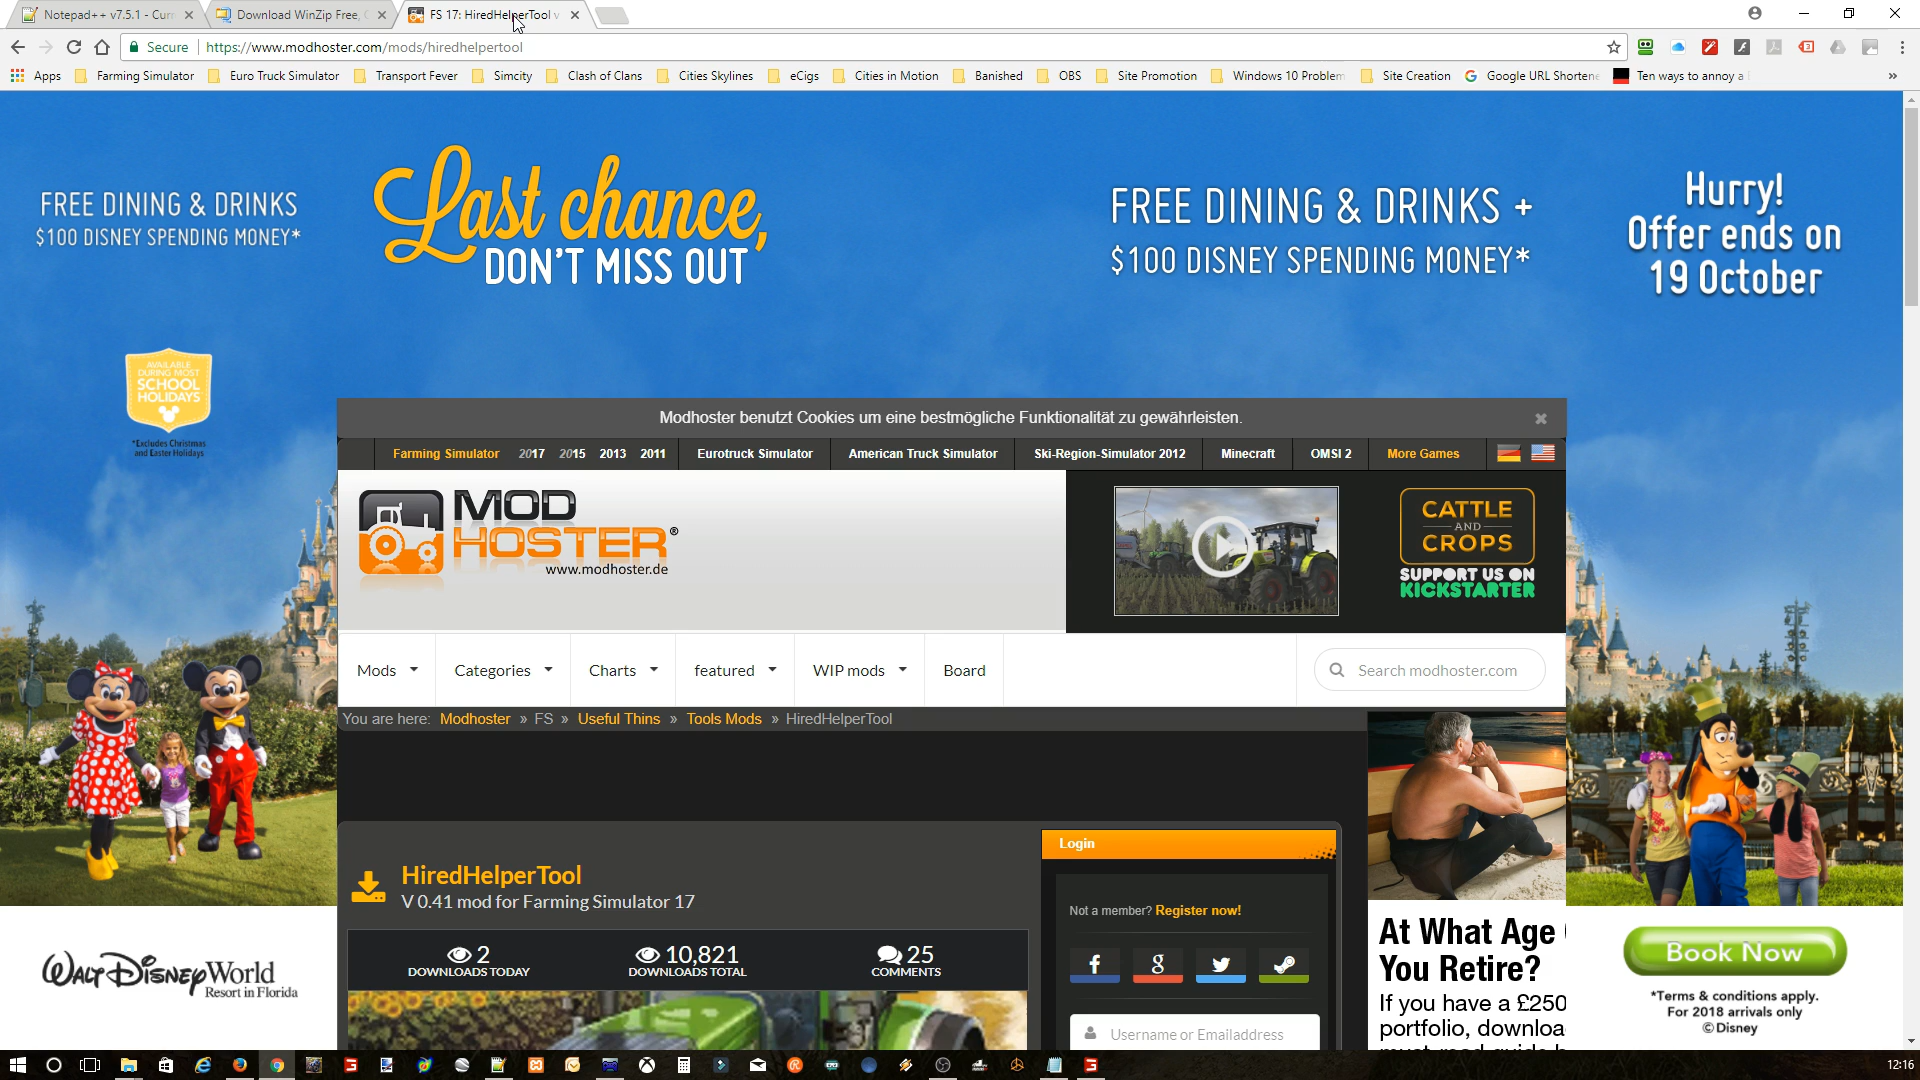 Notepad++ v7.5.1 - Curr
Download WinZip Free,
FS 17: HiredHelperTool v
Secure
https://www.modhoster.com/mods/hiredhelpertool
Apps
Farming Simulator
Euro Truck Simulator
Transport Fever
Simcity
Clash of Clans
Cities Skylines
eCigs
Cities in Motion
Banished
OBS
Site Promotion
Windows 10 Problem
Site Creation
Google URL Shortene
Ten ways to annoy a
FREE DINING & DRINKS
$100 DISNEY SPENDING MONEY*
Last chance,
DON'T MISS OUT
FREE DINING & DRINKS +
$100 DISNEY SPENDING MONEY*
Hurry!
Offer ends on
19 October
AVAILABLE
DURING MOST
SCHOOL
HOLIDAYS
*Excludes Christmas
and Easter Holidays
Modhoster benutzt Cookies um eine bestmögliche Funktionalität zu gewährleisten.
Farming Simulator 2017 2015 2013 2011
Eurotruck Simulator
American Truck Simulator
Ski-Region-Simulator 2012
Minecraft
OMSI 2
More Games
MOD
HOSTER®
www.modhoster.de
CATTLE
AND
CROPS
SUPPORT US ON
KICKSTARTER
Mods
Categories
Charts
featured
WIP mods
Board
Search modhoster.com
You are here: Modhoster » FS » Useful Thins » Tools Mods » HiredHelperTool
HiredHelperTool
V 0.41 mod for Farming Simulator 17
2
DOWNLOADS TODAY
10,821
DOWNLOADS TOTAL
25
COMMENTS
Login
Not a member? Register now!
Username or Emailaddress
At What Age
You Retire?
If you have a £250
portfolio, downloa
Walt Disney World
Resort in Florida
Book Now
*Terms & conditions apply.
For 2018 arrivals only
© Disney
12:16